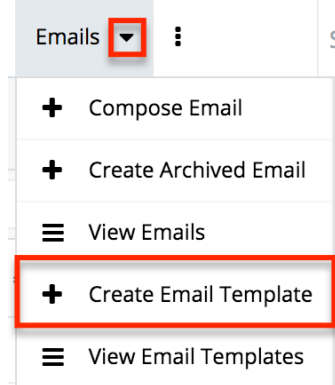 Emails
Compose Email
Create Archived Email
View Emails
Create Email Template
View Email Templates